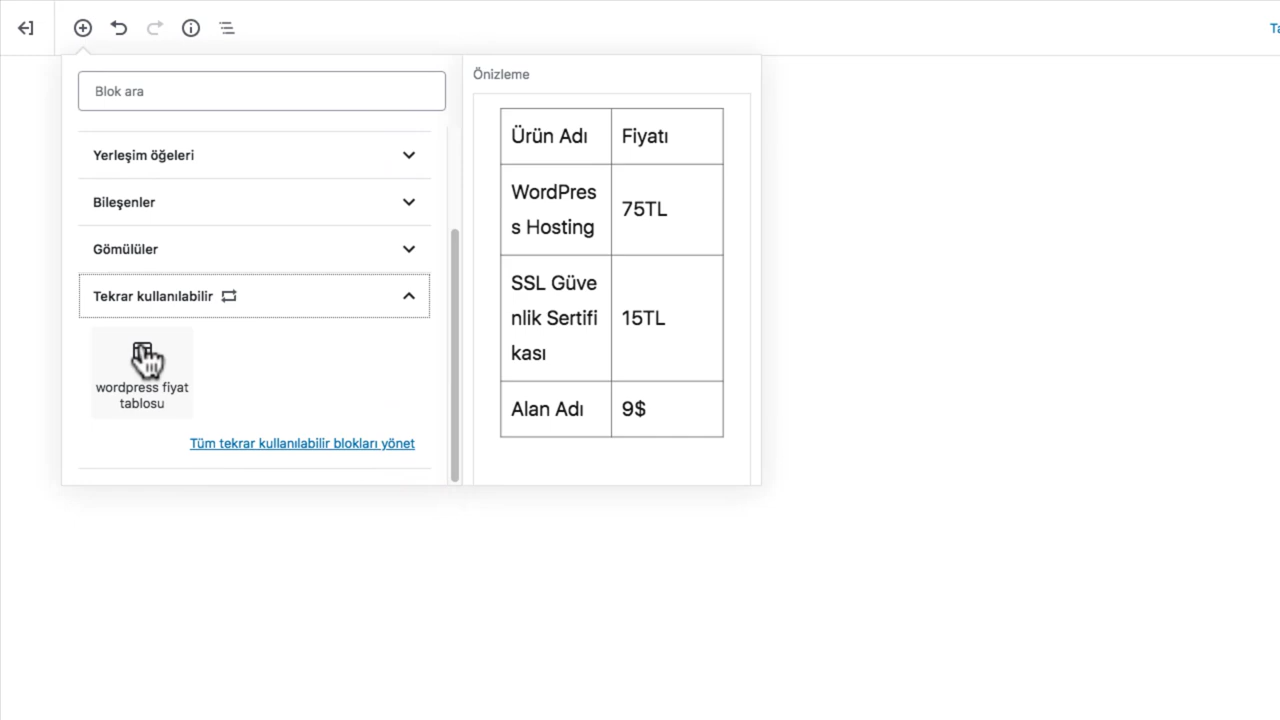 Blok ara
Yerleşim öğeleri
Bileşenler
Gömülüler
Tekrar kullanılabilir
wordpress fiyat
tablosu
Tüm tekrar kullanılabilir blokları yönet
Önizleme
Ürün Adı Fiyatı
WordPres
s Hosting
75TL
SSL Güve
nlik Sertifi
kası
15TL
Alan Adı 9$